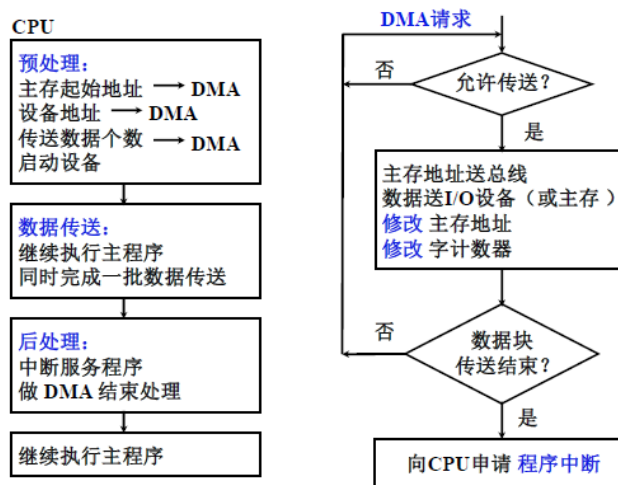 CPU
预处理：
主存起始地址 → DMA
设备地址 → DMA
传送数据个数 → DMA
启动设备
数据传送：
继续执行主程序
同时完成一批数据传送
后处理：
中断服务程序
做 DMA 结束处理
继续执行主程序
DMA请求
否
允许传送？
是
主存地址送总线
数据送I/O设备（或主存）
修改 主存地址
修改 字计数器
否
数据块
传送结束？
是
向CPU申请 程序中断